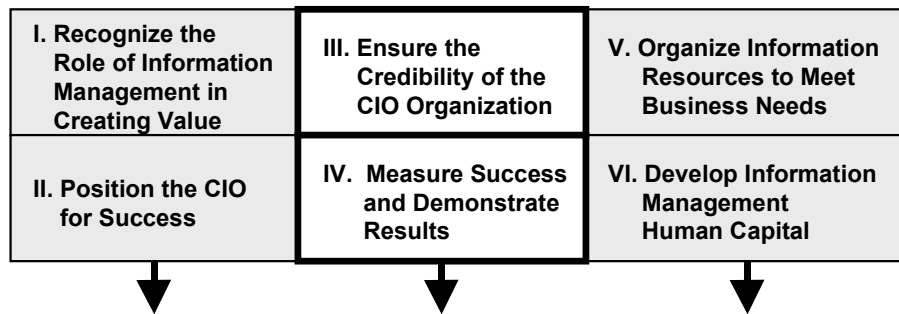 I. Recognize the
Role of Information
Management in
Creating Value
II. Position the CIO
for Success
III. Ensure the
Credibility of the
CIO Organization
IV. Measure Success
and Demonstrate
Results
V. Organize Information
Resources to Meet
Business Needs
VI. Develop Information
Management
Human Capital